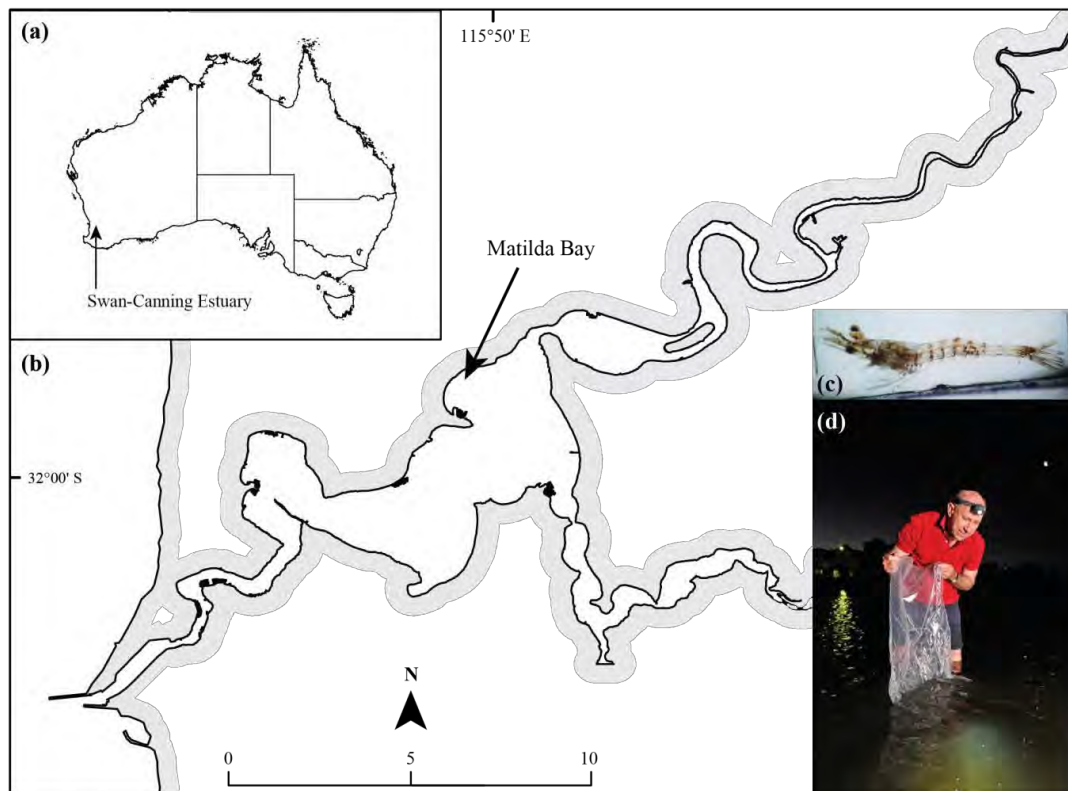 (a)
115°50' E
Swan-Canning Estuary
Matilda Bay
(b)
(c)
(d)
32°00' S
N
0
5
10